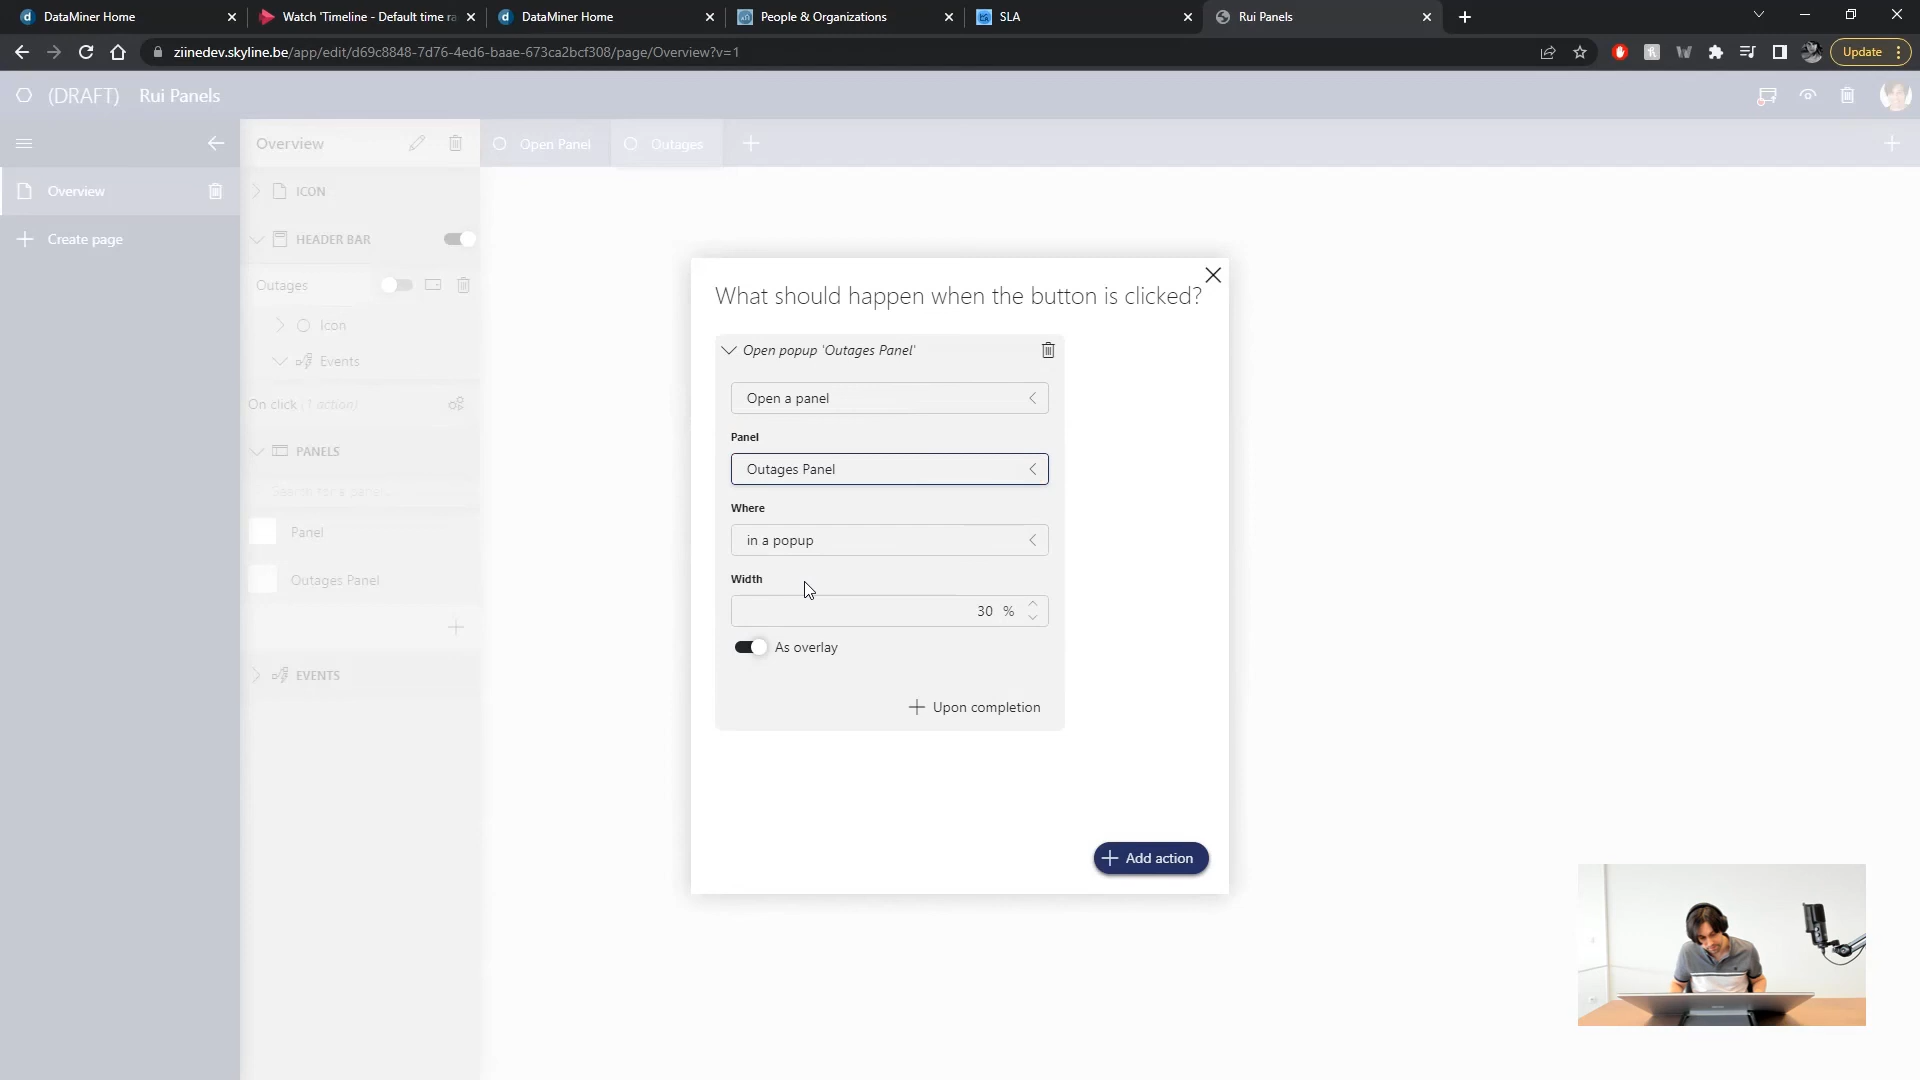 DataMiner Home
Watch 'Timeline - Default time ra
DataMiner Home
People & Organizations
SLA
Rui Panels
ziinedev.skyline.be/app/edit/d69c8848-7d76-4ed6-baae-673ca2bcf308/page/Overview?v=1
Update
(DRAFT) Rui Panels
Overview
Open Panel
Outages
Overview
ICON
HEADER BAR
Create page
Outages
Icon
Events
On click (1 action)
PANELS
Search for a panel...
Panel
Outages Panel
EVENTS
What should happen when the button is clicked?
Open popup 'Outages Panel'
Open a panel
Panel
Outages Panel
Where
in a popup
Width
30 %
As overlay
Upon completion
Add action